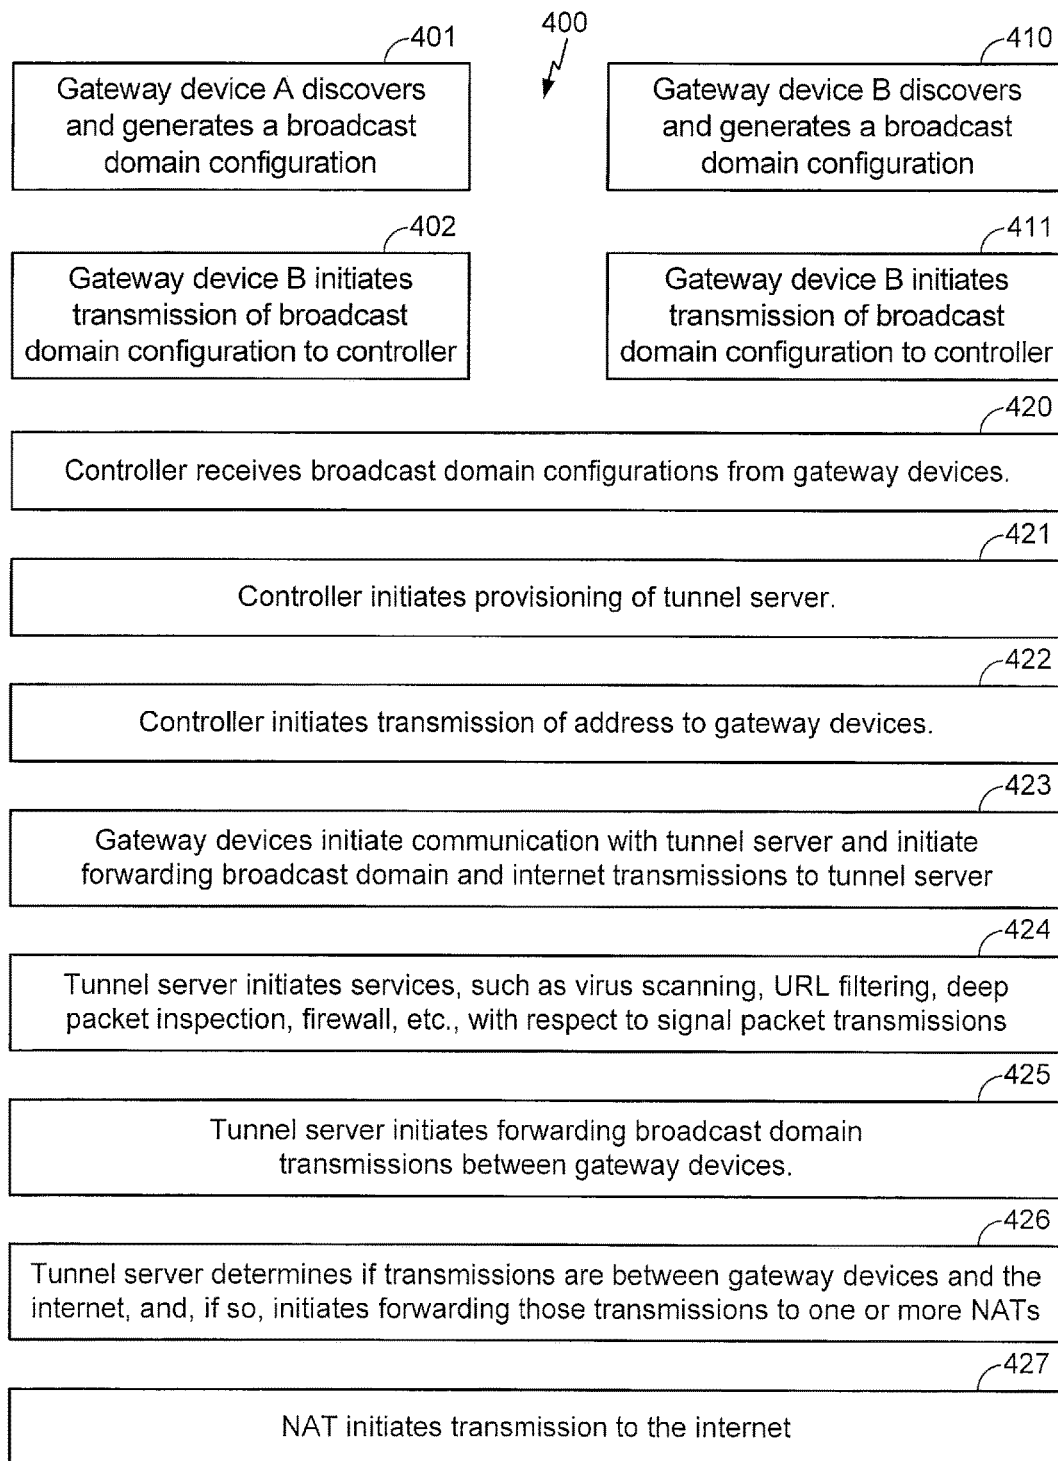 400
401
Gateway device A discovers
and generates a broadcast
domain configuration
410
Gateway device B discovers
and generates a broadcast
domain configuration
402
Gateway device B initiates
transmission of broadcast
domain configuration to controller
411
Gateway device B initiates
transmission of broadcast
domain configuration to controller
420
Controller receives broadcast domain configurations from gateway devices.
421
Controller initiates provisioning of tunnel server.
422
Controller initiates transmission of address to gateway devices.
423
Gateway devices initiate communication with tunnel server and initiate
forwarding broadcast domain and internet transmissions to tunnel server
424
Tunnel server initiates services, such as virus scanning, URL filtering, deep
packet inspection, firewall, etc., with respect to signal packet transmissions
425
Tunnel server initiates forwarding broadcast domain
transmissions between gateway devices.
426
Tunnel server determines if transmissions are between gateway devices and the
internet, and, if so, initiates forwarding those transmissions to one or more NATs
427
NAT initiates transmission to the internet